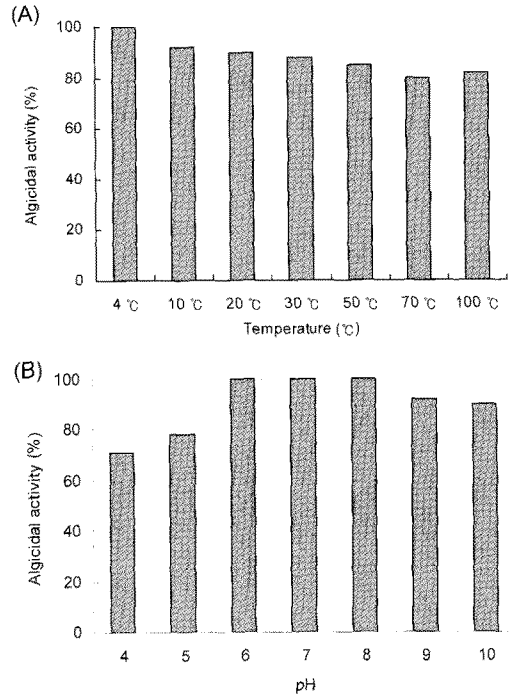 (A)
Algicidal activity (%)
100
80
60
40
20
0
4 ℃ 10 ℃ 20 ℃ 30 ℃ 50 ℃ 70 ℃ 100 ℃
Temperature (℃)
(B)
Algicidal activity (%)
100
80
60
40
20
0
4 5 6 7 8 9 10
pH